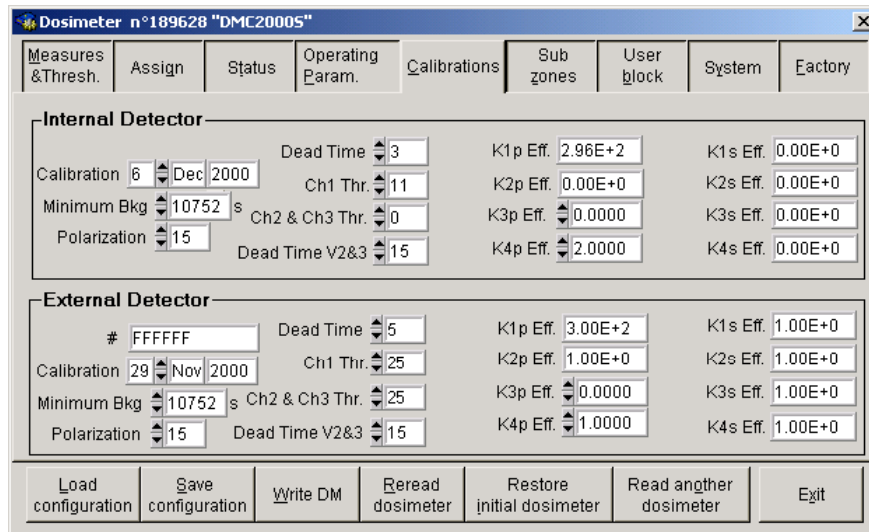 Dosimeter n°189628 "DMC2000S"
Measures &Thresh.
Assign
Status
Operating Param.
Calibrations
Sub zones
User block
System
Factory
Internal Detector
Calibration 6 Dec 2000
Minimum Bkg 10752 s
Polarization 15
Dead Time 3
Ch1 Thr. 11
Ch2 & Ch3 Thr. 0
Dead Time V2&3 15
K1p Eff. 2.96E+2
K2p Eff. 0.00E+0
K3p Eff. 0.0000
K4p Eff. 2.0000
K1s Eff. 0.00E+0
K2s Eff. 0.00E+0
K3s Eff. 0.00E+0
K4s Eff. 0.00E+0
External Detector
# FFFFFF
Calibration 29 Nov 2000
Minimum Bkg 10752 s
Polarization 15
Dead Time 5
Ch1 Thr. 25
Ch2 & Ch3 Thr. 25
Dead Time V2&3 15
K1p Eff. 3.00E+2
K2p Eff. 1.00E+0
K3p Eff. 0.0000
K4p Eff. 1.0000
K1s Eff. 1.00E+0
K2s Eff. 1.00E+0
K3s Eff. 1.00E+0
K4s Eff. 1.00E+0
Load configuration
Save configuration
Write DM
Reread dosimeter
Restore initial dosimeter
Read another dosimeter
Exit